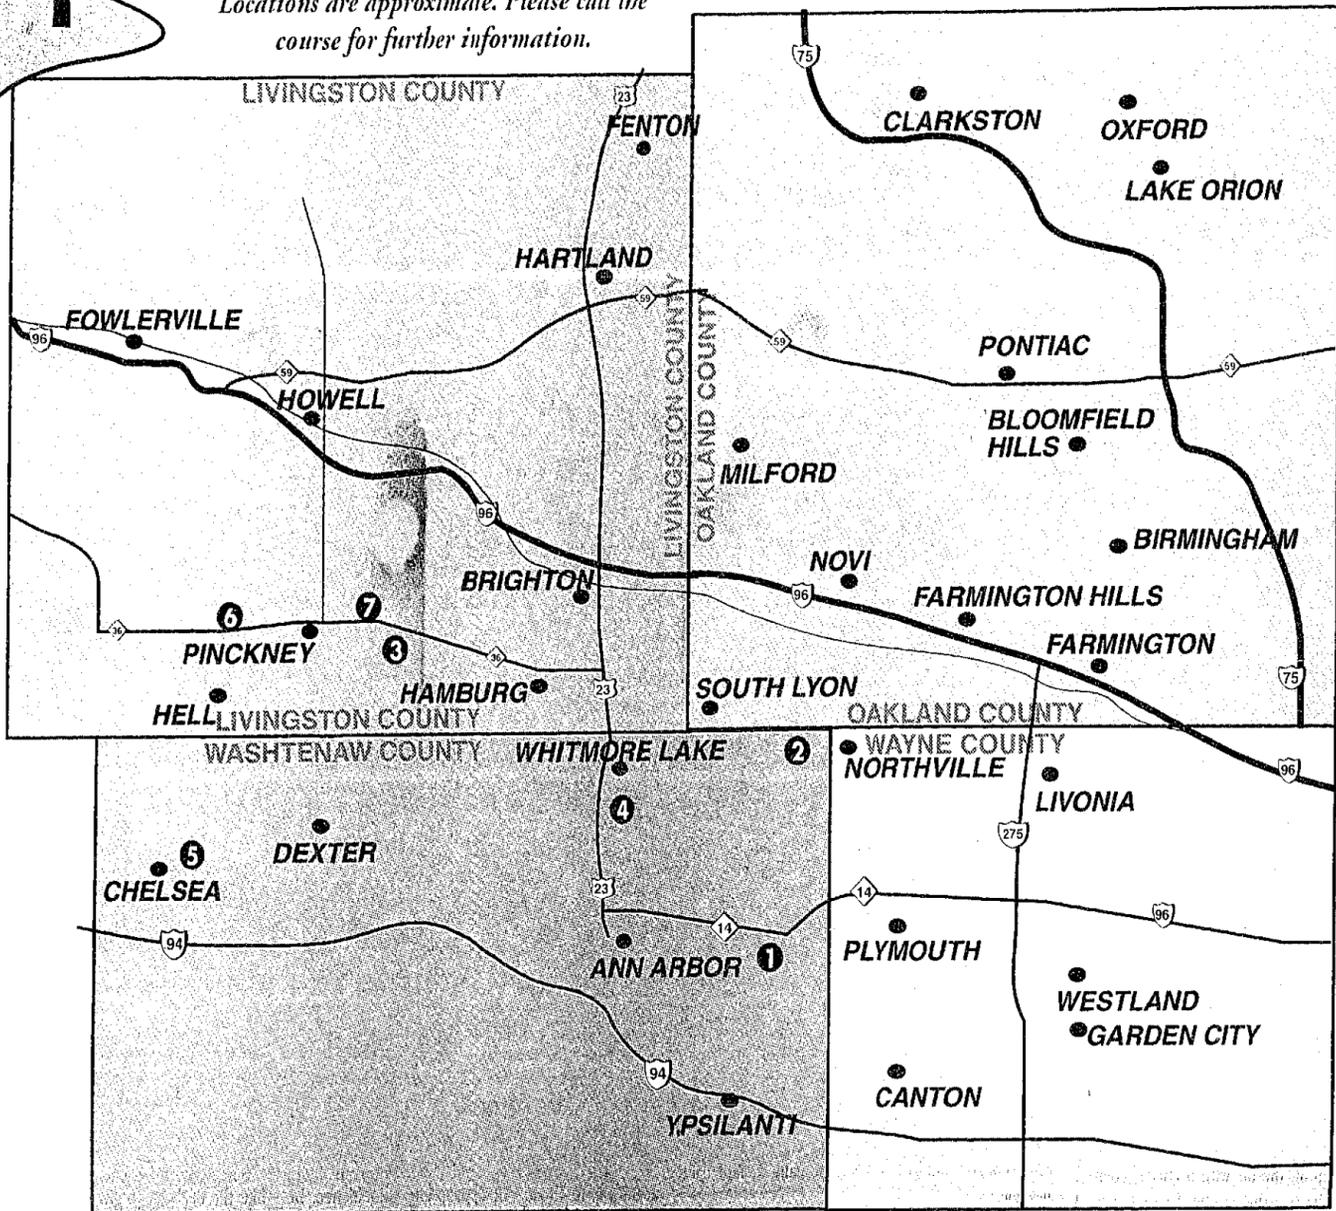 Locations are approximate. Please call the
course for further information.
LIVINGSTON COUNTY
23
FENTON
75
CLARKSTON
OXFORD
LAKE ORION
HARTLAND
59
FOWLERVILLE
96
59
HOWELL
LIVINGSTON COUNTY
OAKLAND COUNTY
59
PONTIAC
59
BLOOMFIELD
HILLS
MILFORD
96
BIRMINGHAM
BRIGHTON
NOVI
96
FARMINGTON HILLS
FARMINGTON
6
7
36
PINCKNEY
3
36
HAMBURG
23
SOUTH LYON
75
HELL
LIVINGSTON COUNTY
OAKLAND COUNTY
WASHTENAW COUNTY
WHITMORE LAKE
2
WAYNE COUNTY
NORTHVILLE
96
LIVONIA
4
275
5
DEXTER
CHELSEA
23
14
14
96
94
ANN ARBOR
1
PLYMOUTH
WESTLAND
GARDEN CITY
94
CANTON
YPSILANTI